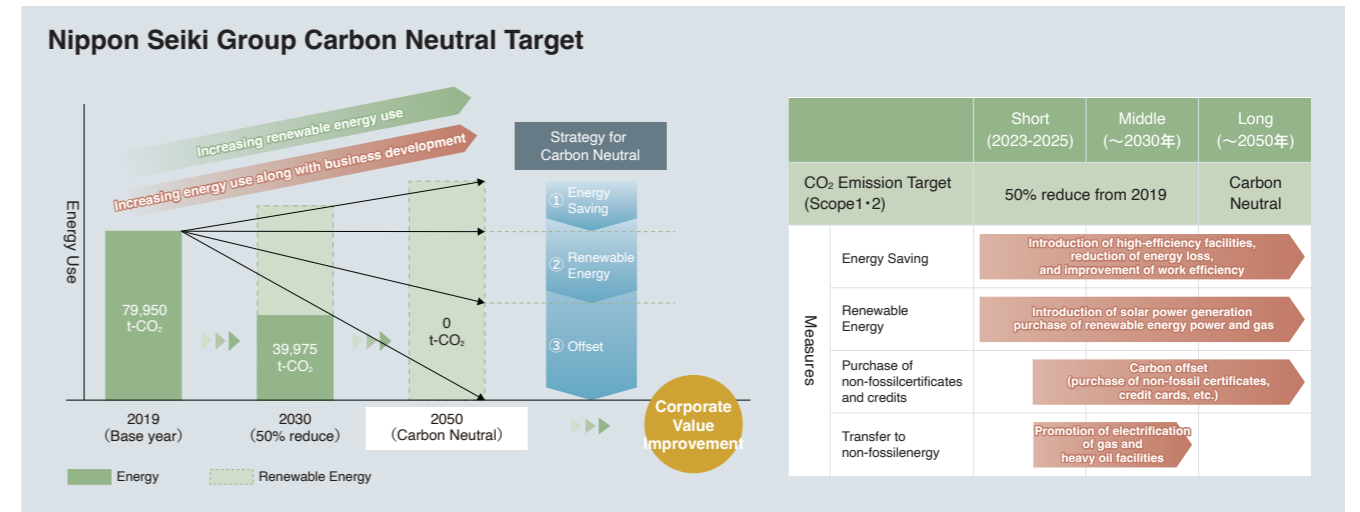 Nippon Seiki Group Carbon Neutral Target
Increasing renewable energy use
Increasing energy use along with business development
Energy Use
79,950
t-CO₂
39,975
t-CO₂
0
t-CO₂
2019
(Base year)
2030
(50% reduce)
2050
(Carbon Neutral)
Energy
Renewable Energy
Strategy for
Carbon Neutral
① Energy
Saving
② Renewable
Energy
③ Offset
Corporate
Value
Improvement
Short
(2023-2025)
Middle
(〜2030年)
Long
(〜2050年)
CO₂ Emission Target
(Scope1・2)
50% reduce from 2019
Carbon
Neutral
Measures
Energy Saving
Introduction of high-efficiency facilities,
reduction of energy loss,
and improvement of work efficiency
Renewable
Energy
Introduction of solar power generation
purchase of renewable energy power and gas
Purchase of
non-fossilcertificates
and credits
Carbon offset
(purchase of non-fossil certificates,
credit cards, etc.)
Transfer to
non-fossilenergy
Promotion of electrification
of gas and
heavy oil facilities